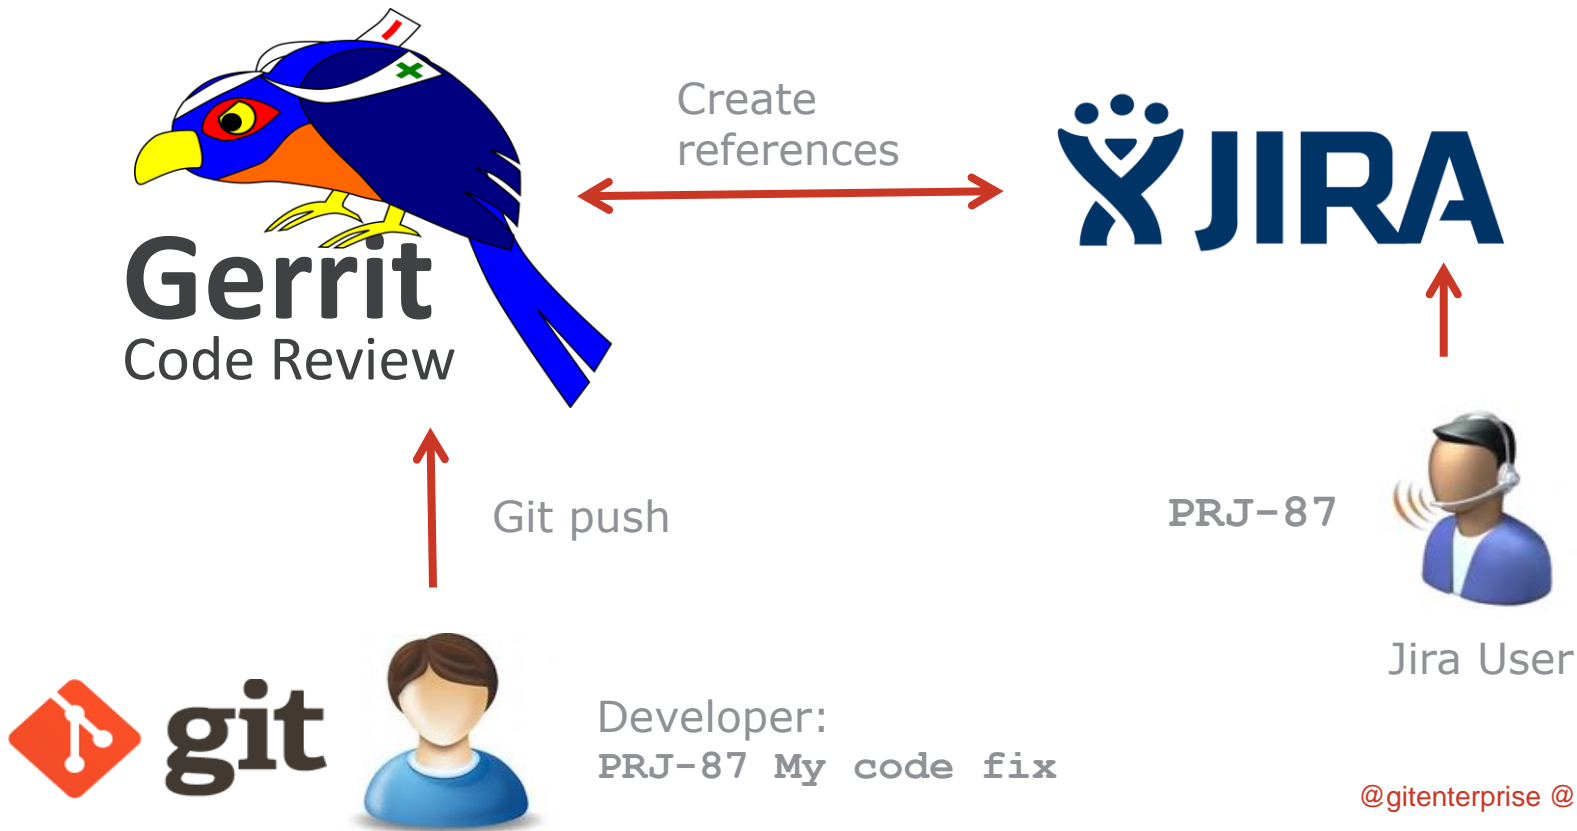 Create
references
JIRA
Gerrit
Code Review
Git push
PRJ-87
Jira User
git
Developer:
PRJ-87 My code fix
@gitenterprise @